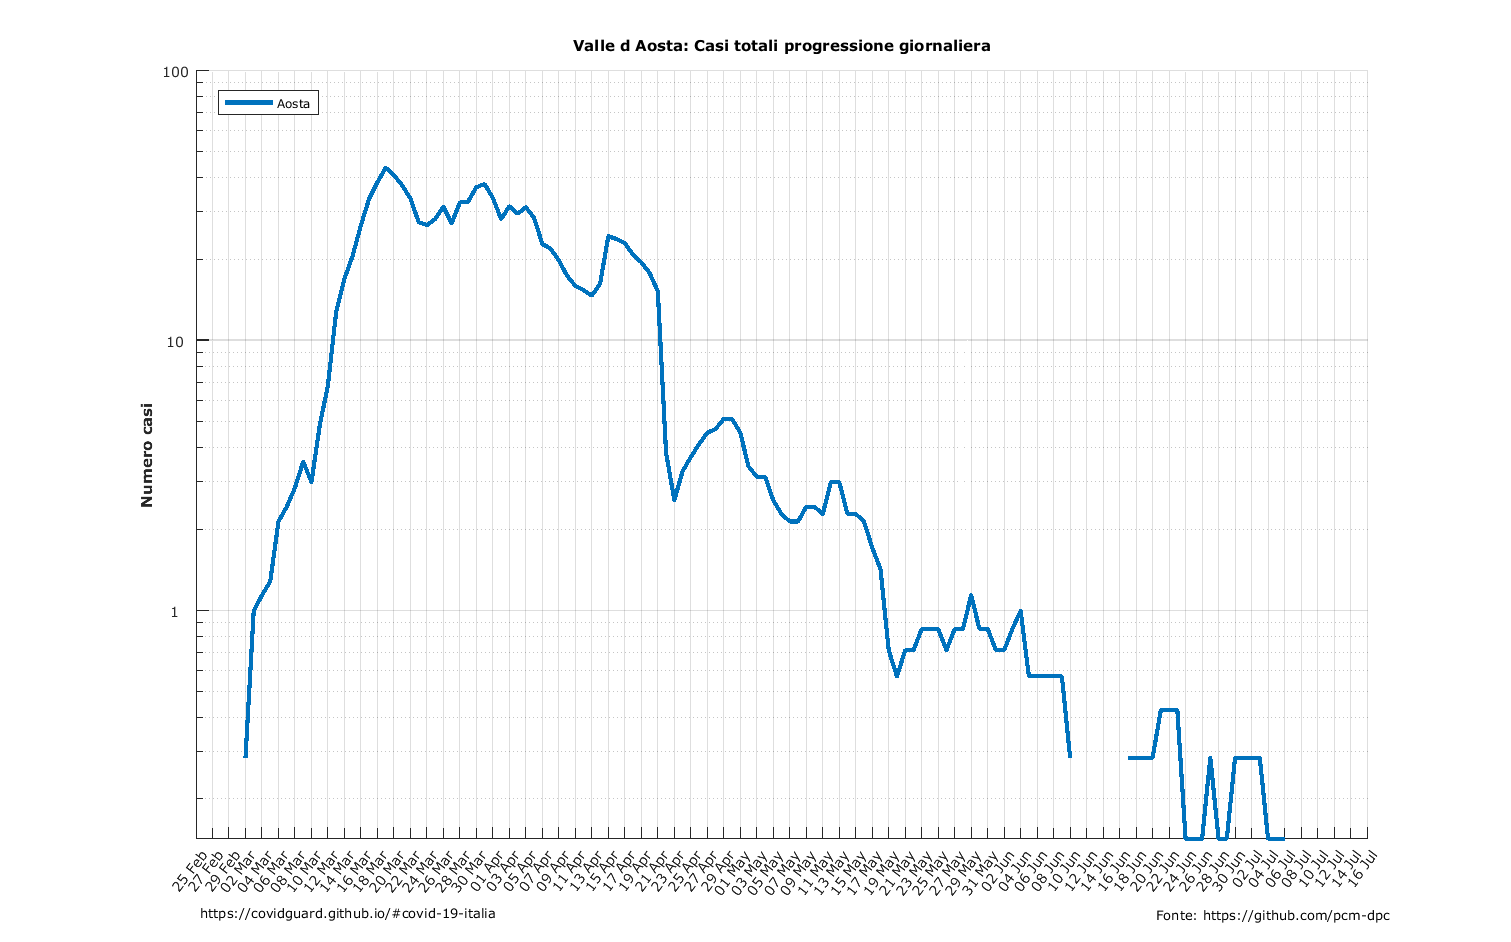 Valle d Aosta: Casi totali progressione giornaliera
Aosta
Numero casi
100
10
1
25 Feb
27 Feb
29 Feb
02 Mar
04 Mar
06 Mar
08 Mar
10 Mar
12 Mar
14 Mar
16 Mar
18 Mar
20 Mar
22 Mar
24 Mar
26 Mar
28 Mar
30 Mar
01 Apr
03 Apr
05 Apr
07 Apr
09 Apr
11 Apr
13 Apr
15 Apr
17 Apr
19 Apr
21 Apr
23 Apr
25 Apr
27 Apr
29 Apr
01 May
03 May
05 May
07 May
09 May
11 May
13 May
15 May
17 May
19 May
21 May
23 May
25 May
27 May
29 May
31 May
02 Jun
04 Jun
06 Jun
08 Jun
10 Jun
12 Jun
14 Jun
16 Jun
18 Jun
20 Jun
22 Jun
24 Jun
26 Jun
28 Jun
30 Jun
02 Jul
04 Jul
06 Jul
08 Jul
10 Jul
12 Jul
14 Jul
16 Jul
https://covidguard.github.io/#covid-19-italia
Fonte: https://github.com/pcm-dpc